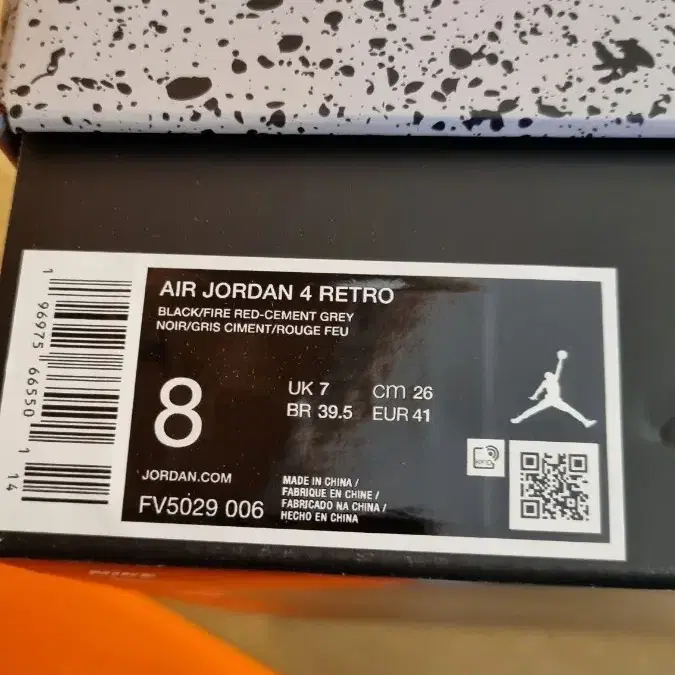 AIR JORDAN 4 RETRO
BLACK/FIRE RED-CEMENT GREY
NOIR/GRIS CIMENT/ROUGE FEU
8
UK 7 cm 26
BR 39.5 EUR 41
JORDAN.COM
FV5029 006
MADE IN CHINA /
FABRIQUE EN CHINE /
FABRICADO NA CHINA /
HECHO EN CHINA
1 96975 66550 1 14